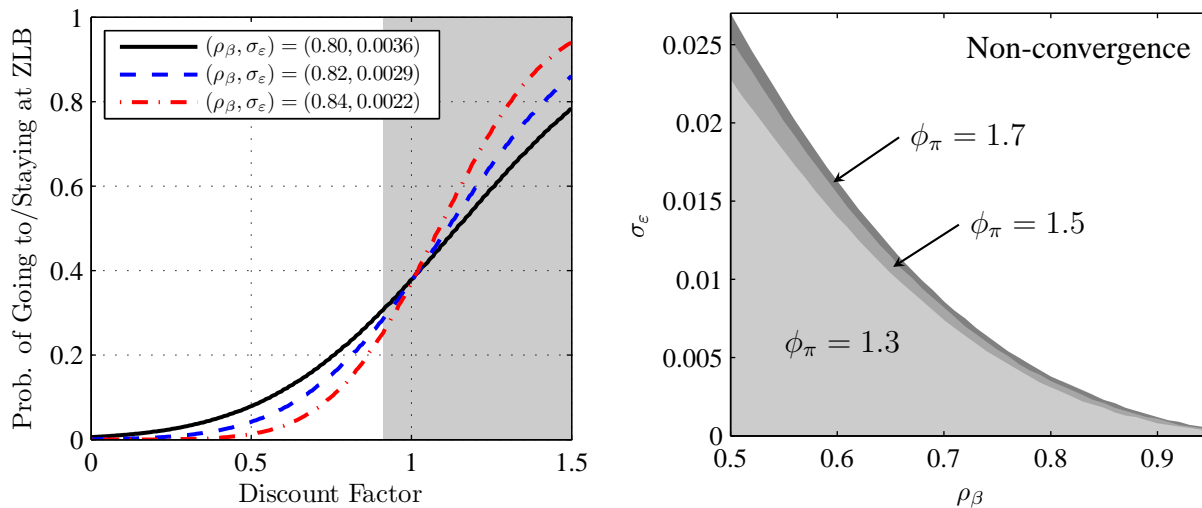 Prob. of Going to/Staying at ZLB
1
0.8
0.6
0.4
0.2
0
(ρ_β, σ_ε) = (0.80, 0.0036)
(ρ_β, σ_ε) = (0.82, 0.0029)
(ρ_β, σ_ε) = (0.84, 0.0022)
0 0.5 1 1.5
Discount Factor
σ_ε
0.025
0.02
0.015
0.01
0.005
0
Non-convergence
ϕ_π = 1.7
ϕ_π = 1.5
ϕ_π = 1.3
0.5 0.6 0.7 0.8 0.9
ρ_β